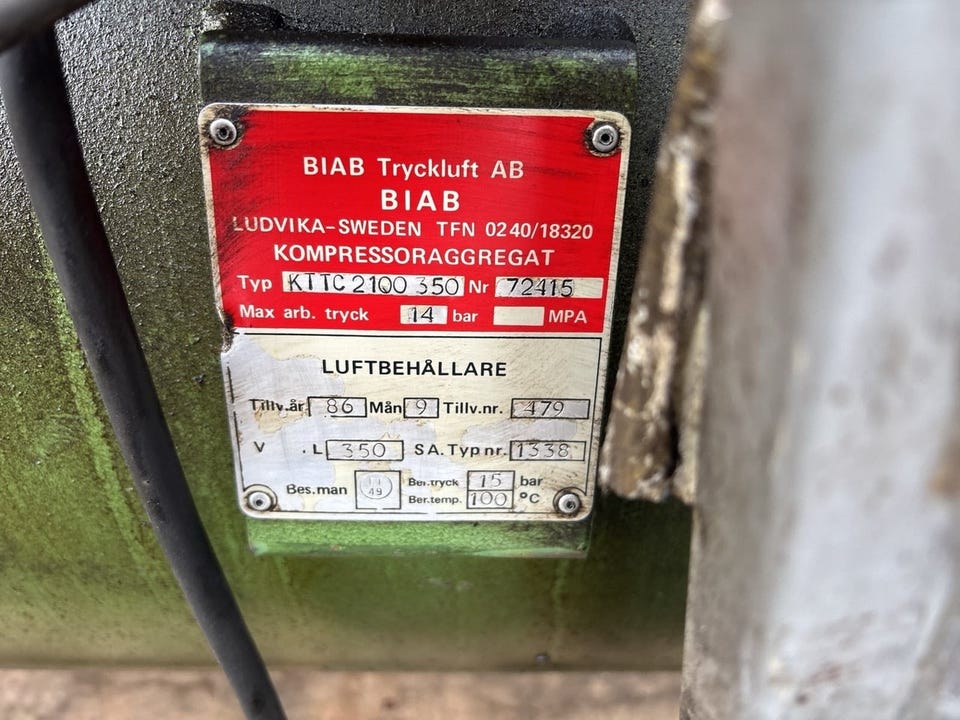 BIAB Tryckluft AB
BIAB
LUDVIKA-SWEDEN TFN 0240/18320
KOMPRESSORAGGREGAT
Typ KTTC 2100 350 Nr 72415
Max arb. tryck 14 bar MPA
LUFTBEHÅLLARE
Tillv.år. 86 Mån 9 Tillv.nr. 479
V . L 350 S A. Typ nr. 1338
Bes.man 49 Ber.tryck 15 bar
Ber.temp. 100 °C